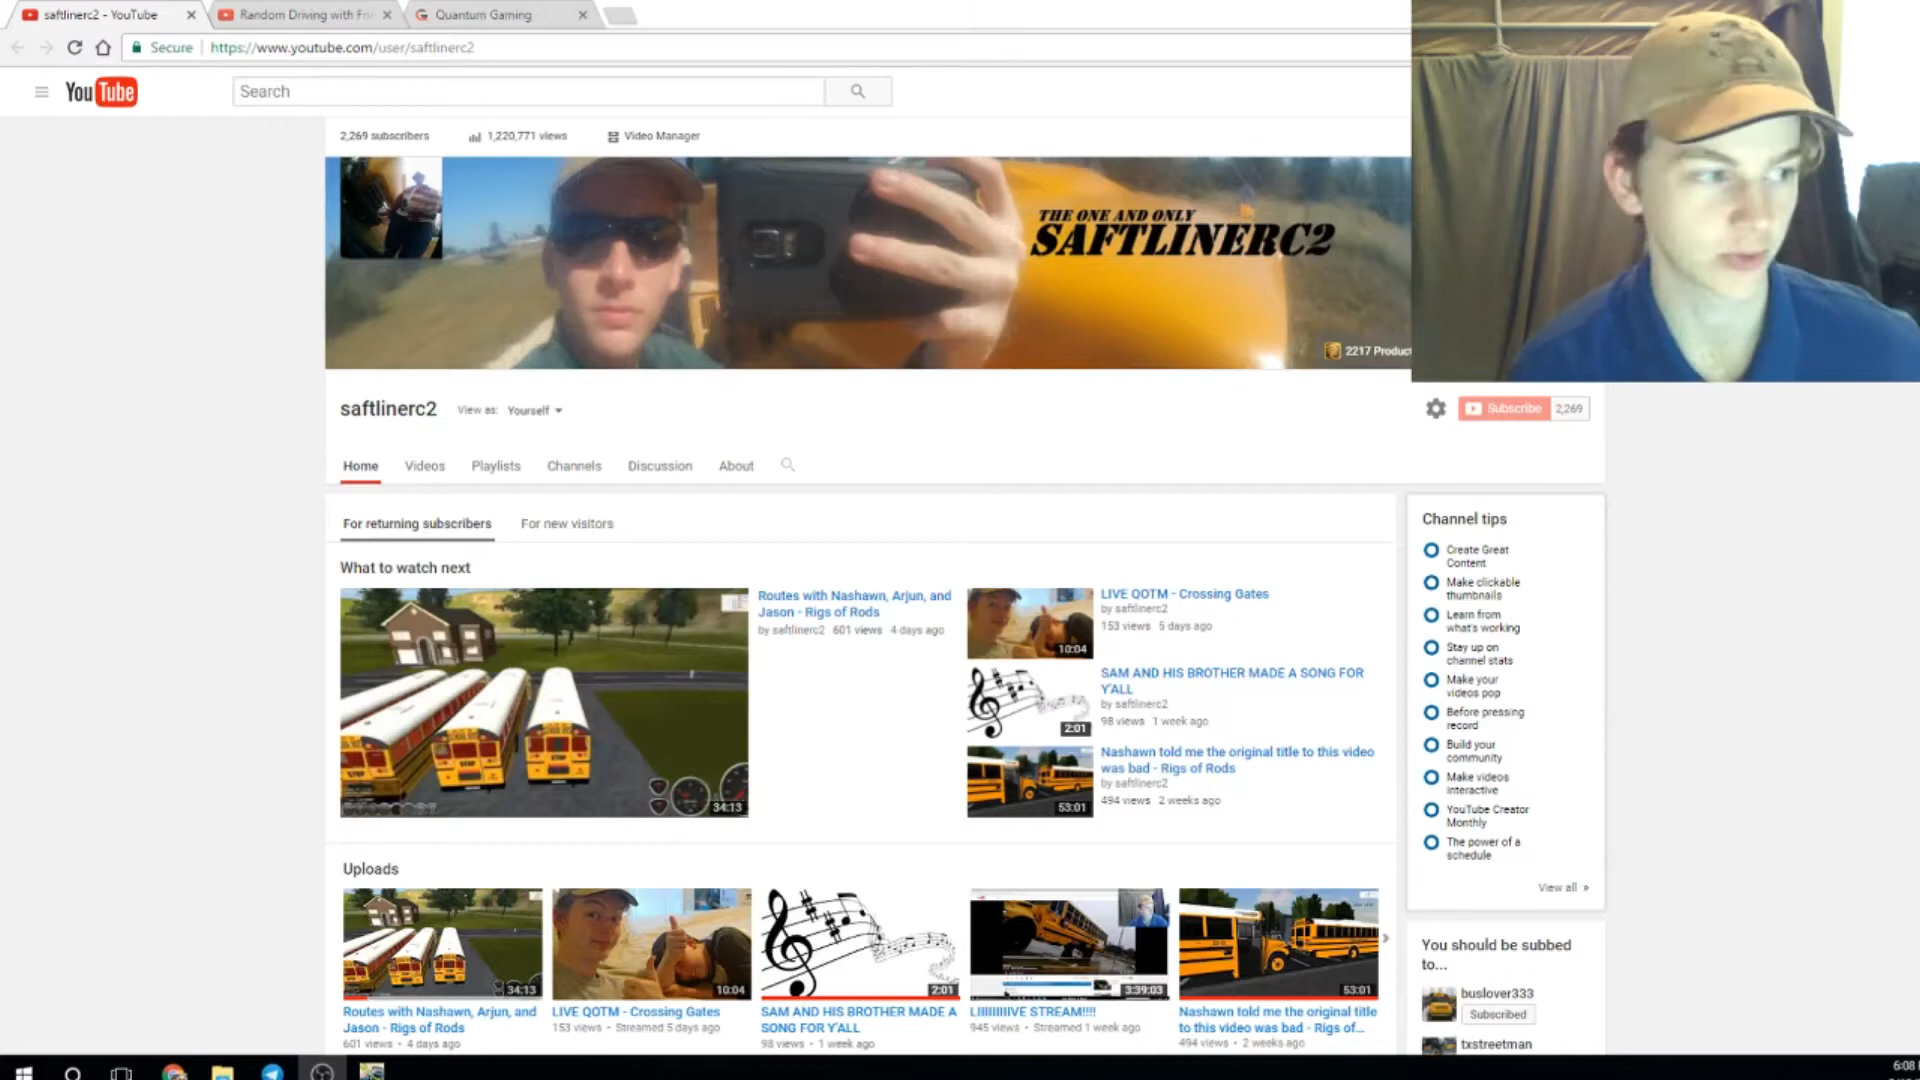 saftlinerc2 - YouTube
Random Driving with Fri
Quantum Gaming
Secure
https://www.youtube.com/user/saftlinerc2
YouTube
Search
2,269 subscribers
1,220,771 views
Video Manager
THE ONE AND ONLY
SAFTLINERC2
2217 Product
saftlinerc2
View as: Yourself
Subscribe 2,269
Home
Videos
Playlists
Channels
Discussion
About
For returning subscribers
For new visitors
What to watch next
34:13
Routes with Nashawn, Arjun, and
Jason - Rigs of Rods
by saftlinerc2 601 views 4 days ago
10:04
LIVE QOTM - Crossing Gates
by saftlinerc2
153 views 5 days ago
2:01
SAM AND HIS BROTHER MADE A SONG FOR
Y'ALL
by saftlinerc2
98 views 1 week ago
53:01
Nashawn told me the original title to this video
was bad - Rigs of Rods
by saftlinerc2
494 views 2 weeks ago
Uploads
34:13
Routes with Nashawn, Arjun, and
Jason - Rigs of Rods
601 views • 4 days ago
10:04
LIVE QOTM - Crossing Gates
153 views • Streamed 5 days ago
2:01
SAM AND HIS BROTHER MADE A
SONG FOR Y'ALL
98 views • 1 week ago
3:39:03
LIIIIIIIIVE STREAM!!!!
945 views • Streamed 1 week ago
53:01
Nashawn told me the original title
to this video was bad - Rigs of...
494 views • 2 weeks ago
Channel tips
Create Great
Content
Make clickable
thumbnails
Learn from
what's working
Stay up on
channel stats
Make your
videos pop
Before pressing
record
Build your
community
Make videos
interactive
YouTube Creator
Monthly
The power of a
schedule
View all »
You should be subbed
to...
buslover333
Subscribed
txstreetman
6:08